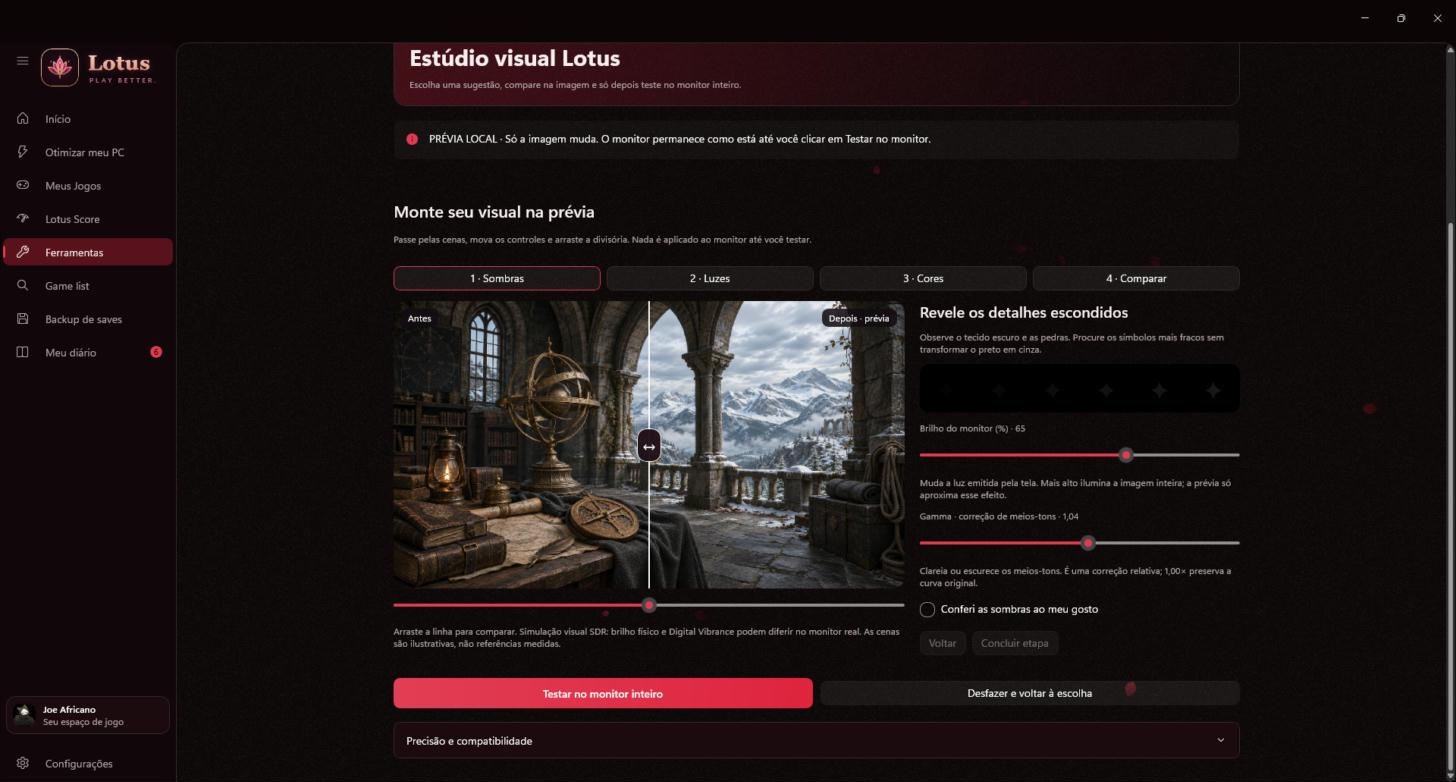 Lotus
PLAY BETTER.
Início
Otimizar meu PC
Meus Jogos
Lotus Score
Ferramentas
Game list
Backup de saves
Meu diário
6
Joe Africano
Seu espaço de jogo
Configurações
Estúdio visual Lotus
Escolha uma sugestão, compare na imagem e só depois teste no monitor inteiro.
PRÉVIA LOCAL · Só a imagem muda. O monitor permanece como está até você clicar em Testar no monitor.
Monte seu visual na prévia
Passe pelas cenas, mova os controles e arraste a divisória. Nada é aplicado ao monitor até você testar.
1 · Sombras
2 · Luzes
3 · Cores
4 · Comparar
Antes
Depois · prévia
Arraste a linha para comparar. Simulação visual SDR: brilho físico e Digital Vibrance podem diferir no monitor real. As cenas
são ilustrativas, não referências medidas.
Revele os detalhes escondidos
Observe o tecido escuro e as pedras. Procure os símbolos mais fracos sem
transformar o preto em cinza.
Brilho do monitor (%) · 65
Muda a luz emitida pela tela. Mais alto ilumina a imagem inteira; a prévia só
aproxima esse efeito.
Gamma · correção de meios-tons · 1,04
Clareia ou escurece os meios-tons. É uma correção relativa; 1,00× preserva a
curva original.
Conferi as sombras ao meu gosto
Voltar
Concluir etapa
Testar no monitor inteiro
Desfazer e voltar à escolha
Precisão e compatibilidade